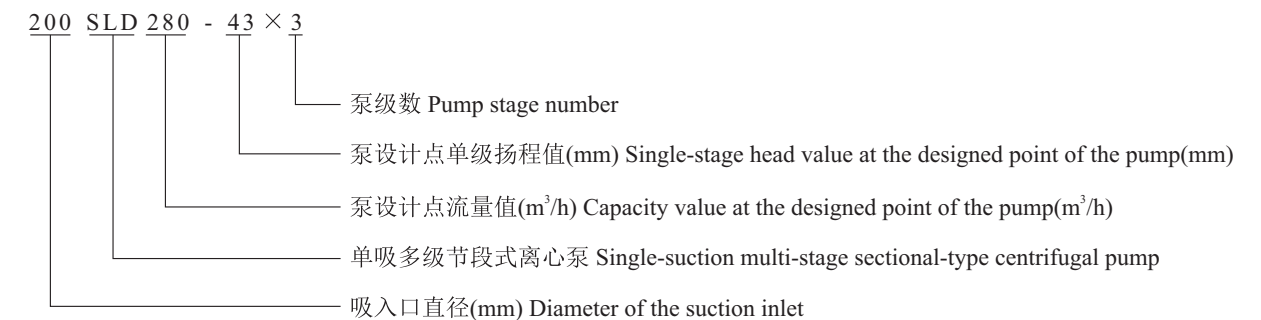 200 SLD 280 - 43 × 3
泵级数 Pump stage number
泵设计点单级扬程值(mm) Single-stage head value at the designed point of the pump(mm)
泵设计点流量值(m³/h) Capacity value at the designed point of the pump(m³/h)
单吸多级节段式离心泵 Single-suction multi-stage sectional-type centrifugal pump
吸入口直径(mm) Diameter of the suction inlet